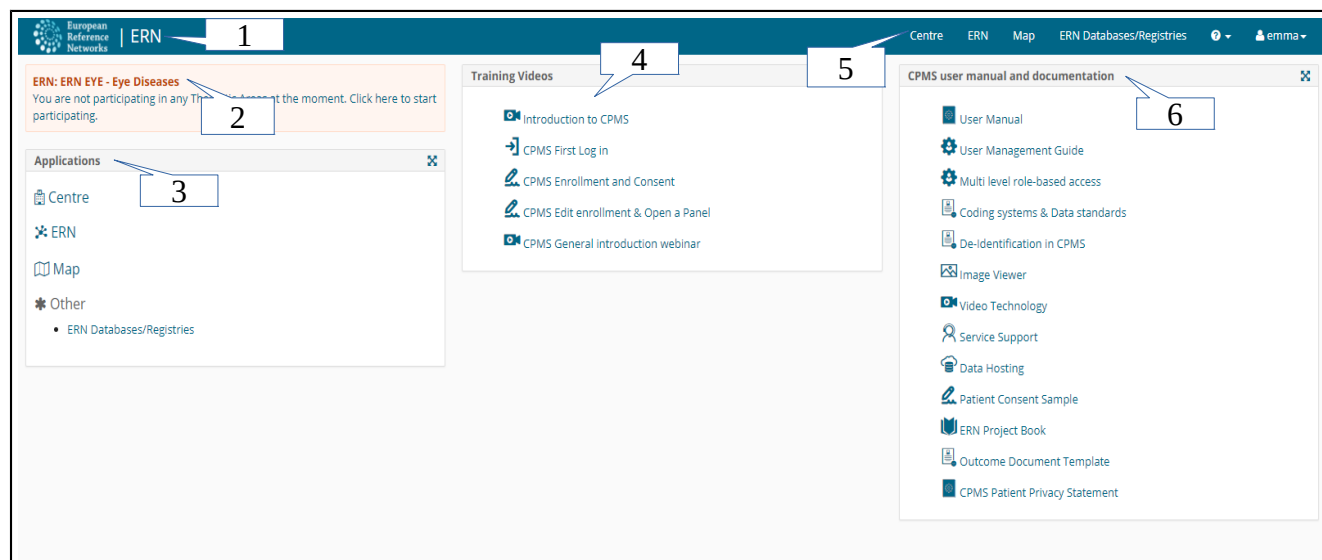 European
Reference
Networks
| ERN
1
Centre
ERN
Map
ERN Databases/Registries
emma
5
ERN: ERN EYE - Eye Diseases
You are not participating in any Areas at the moment. Click here to start
participating.
2
Applications
3
Centre
ERN
Map
Other
• ERN Databases/Registries
Training Videos
4
Introduction to CPMS
CPMS First Log in
CPMS Enrollment and Consent
CPMS Edit enrollment & Open a Panel
CPMS General introduction webinar
CPMS user manual and documentation
6
User Manual
User Management Guide
Multi level role-based access
Coding systems & Data standards
De-Identification in CPMS
Image Viewer
Video Technology
Service Support
Data Hosting
Patient Consent Sample
ERN Project Book
Outcome Document Template
CPMS Patient Privacy Statement